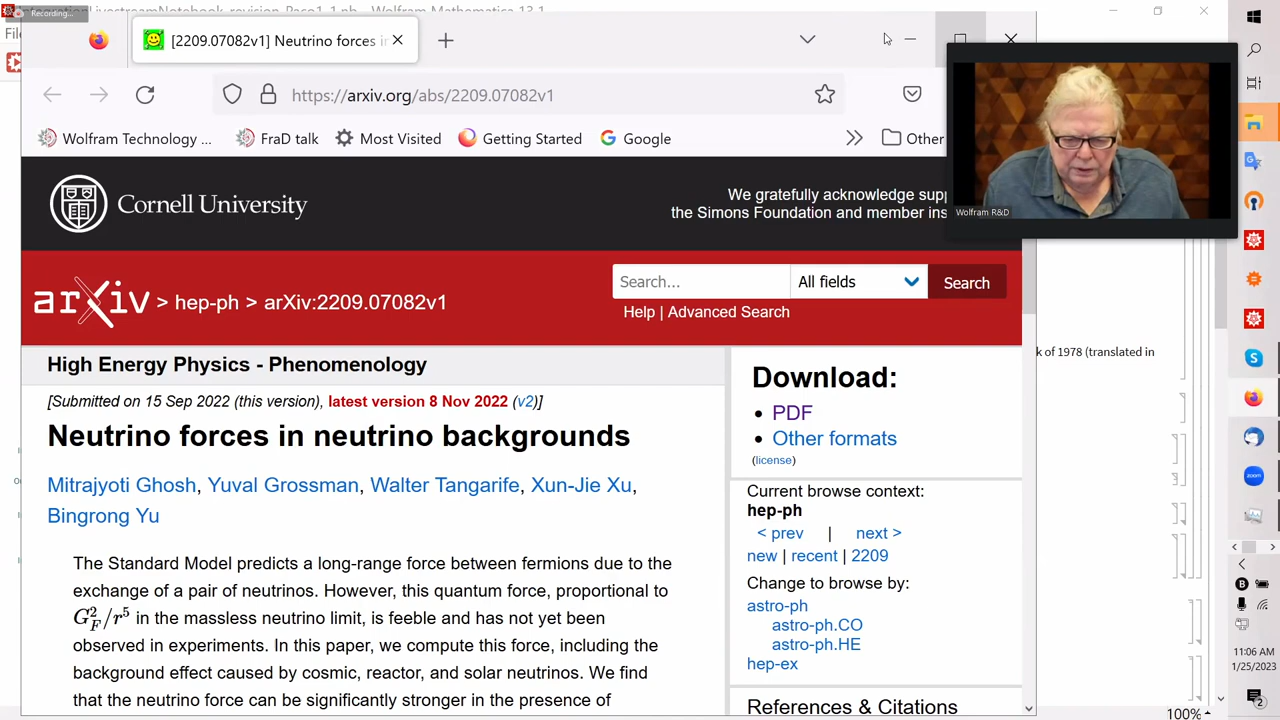 Recording...
[2209.07082v1] Neutrino forces in
https://arxiv.org/abs/2209.07082v1
Wolfram Technology ...
FraD talk
Most Visited
Getting Started
Google
Other
Wolfram R&D
Cornell University
We gratefully acknowledge supp
the Simons Foundation and member ins
arXiv > hep-ph > arXiv:2209.07082v1
Search...
All fields
Search
Help | Advanced Search
High Energy Physics - Phenomenology
[Submitted on 15 Sep 2022 (this version), latest version 8 Nov 2022 (v2)]
Neutrino forces in neutrino backgrounds
Mitrajyoti Ghosh, Yuval Grossman, Walter Tangarife, Xun-Jie Xu,
Bingrong Yu
The Standard Model predicts a long-range force between fermions due to the
exchange of a pair of neutrinos. However, this quantum force, proportional to
G_F^2/r^5 in the massless neutrino limit, is feeble and has not yet been
observed in experiments. In this paper, we compute this force, including the
background effect caused by cosmic, reactor, and solar neutrinos. We find
that the neutrino force can be significantly stronger in the presence of
Download:
• PDF
• Other formats
(license)
Current browse context:
hep-ph
< prev | next >
new | recent | 2209
Change to browse by:
astro-ph
astro-ph.CO
astro-ph.HE
hep-ex
References & Citations
k of 1978 (translated in
100%
11:06 AM
1/25/2023